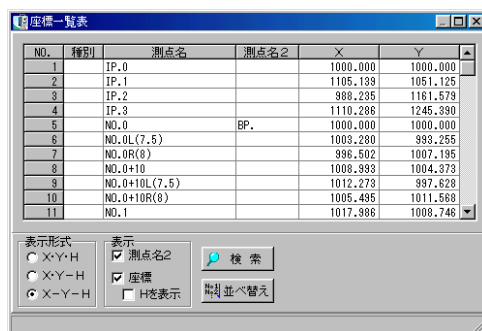 座標一覧表
NO. 種別 測点名 測点名2 X Y
1 IP.0 1000.000 1000.000
2 IP.1 1105.139 1051.125
3 IP.2 988.235 1161.579
4 IP.3 1110.286 1245.390
5 NO.0 BP. 1000.000 1000.000
6 NO.0L(7.5) 1003.280 993.255
7 NO.0R(8) 996.502 1007.195
8 NO.0+10 1008.993 1004.373
9 NO.0+10L(7.5) 1012.273 997.628
10 NO.0+10R(8) 1005.495 1011.568
11 NO.1 1017.986 1008.746
表示形式 表示
X・Y・H 測点名2 検 索
X・Y－H 座標
X－Y－H Hを表示 並べ替え